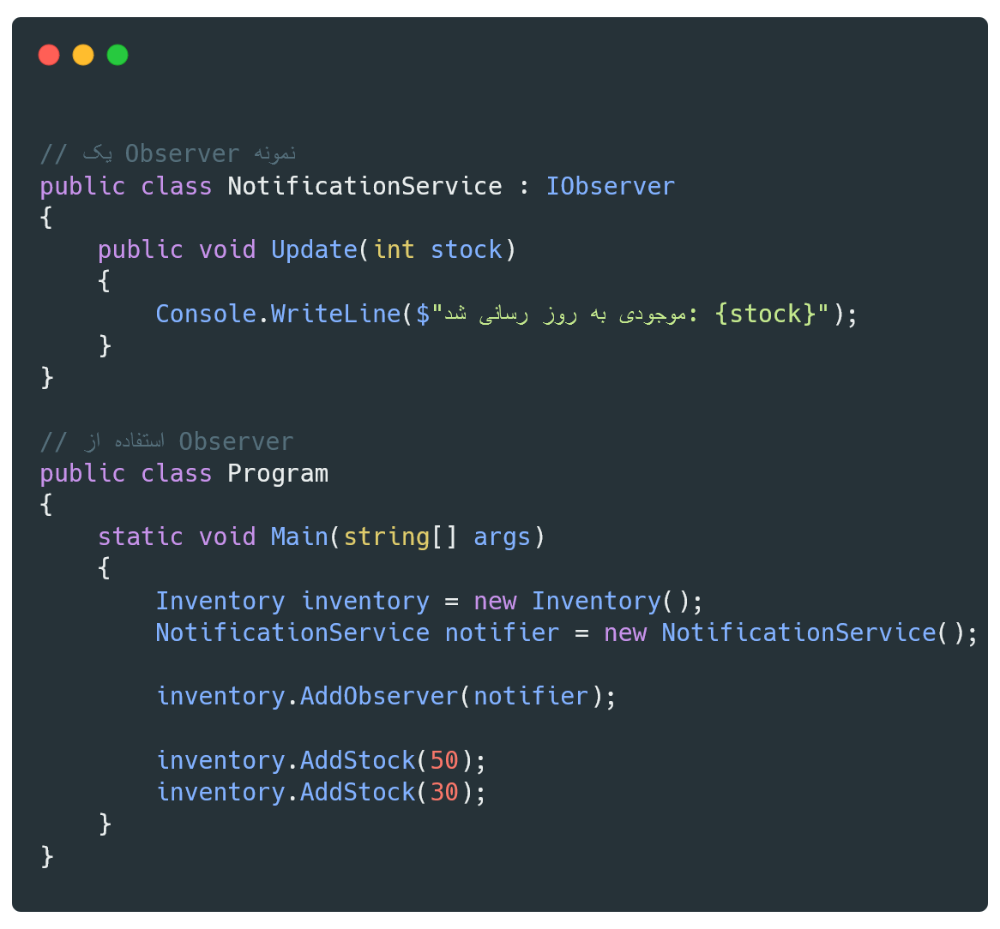 // یک Observer نمونه
public class NotificationService : IObserver
{
    public void Update(int stock)
    {
        Console.WriteLine($"موجودی به روز رسانی شد: {stock}");
    }
}

// استفاده از Observer
public class Program
{
    static void Main(string[] args)
    {
        Inventory inventory = new Inventory();
        NotificationService notifier = new NotificationService();

        inventory.AddObserver(notifier);

        inventory.AddStock(50);
        inventory.AddStock(30);
    }
}